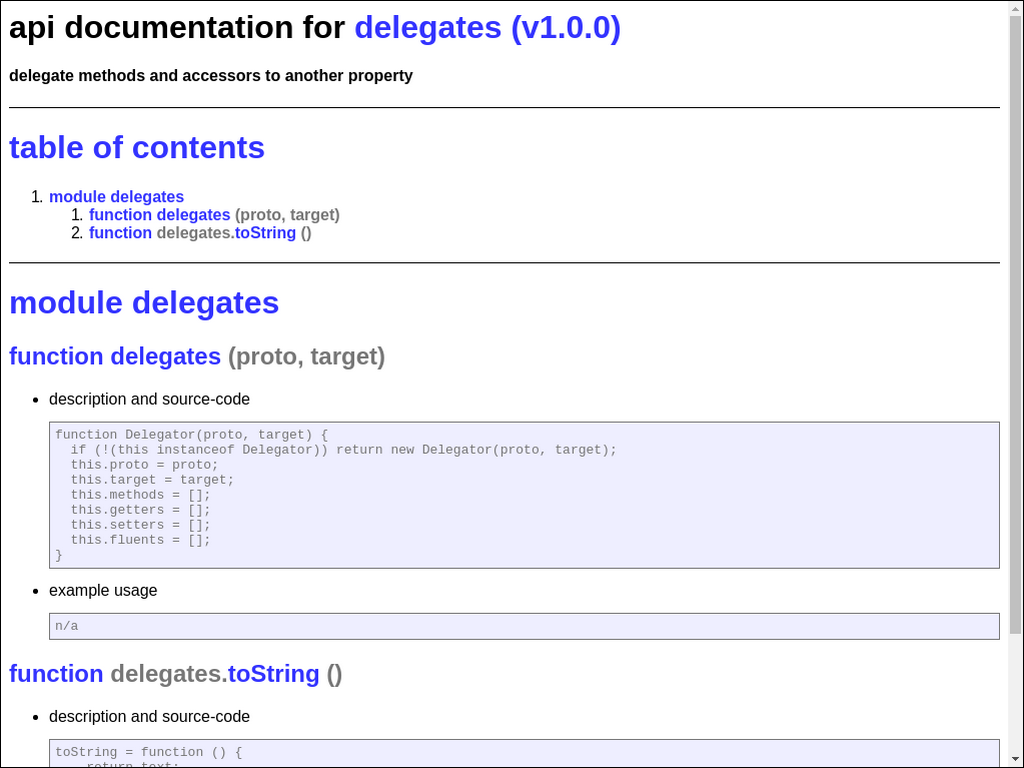 api documentation for delegates (v1.0.0)
delegate methods and accessors to another property
table of contents
1. module delegates
1. function delegates (proto, target)
2. function delegates.toString ()
module delegates
function delegates (proto, target)
• description and source-code
function Delegator(proto, target) {
  if (!(this instanceof Delegator)) return new Delegator(proto, target);
  this.proto = proto;
  this.target = target;
  this.methods = [];
  this.getters = [];
  this.setters = [];
  this.fluents = [];
}
• example usage
n/a
function delegates.toString ()
• description and source-code
toString = function () {
    return text;